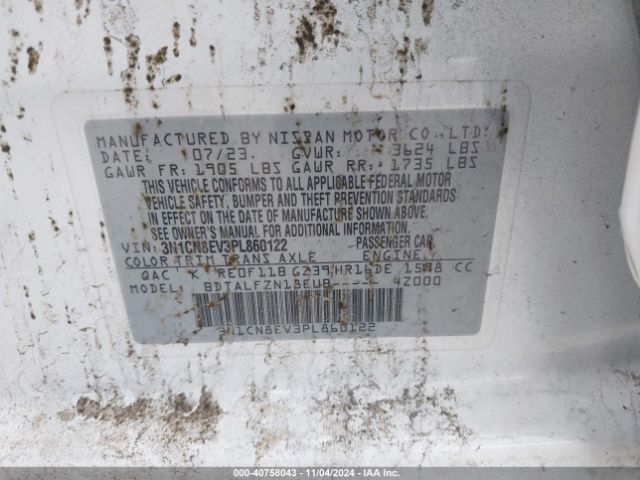 MANUFACTURED BY NISSAN MOTOR CO.,LTD.
DATE: 07/23. GVWR: 3624 LBS
GAWR FR: 1905 LBS GAWR RR: 1735 LBS
THIS VEHICLE CONFORMS TO ALL APPLICABLE FEDERAL MOTOR
VEHICLE SAFETY, BUMPER AND THEFT PREVENTION STANDARDS
IN EFFECT ON THE DATE OF MANUFACTURE SHOWN ABOVE.
SEE OWNER'S MANUAL FOR ADDITIONAL INFORMATION.
VIN: 3N1CN8EV3PL860122 PASSENGER CAR
COLOR TRIM TRANS AXLE ENGINE
QAC K RE0F11B GZ39 HR16DE 1598 CC
MODEL: BDTALFZN18EUB---- 42000
3N1CN8EV3PL860122
000-40758043 - 11/04/2024 - IAA Inc.